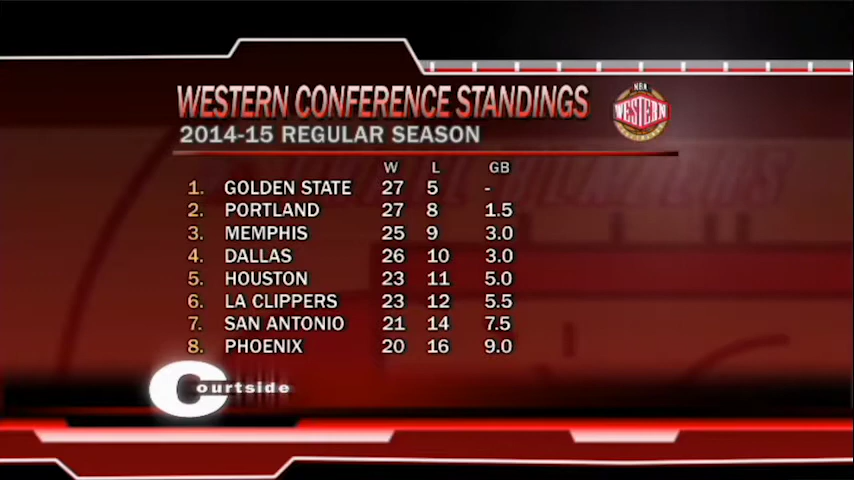 WESTERN CONFERENCE STANDINGS
NBA
WESTERN
2014-15 REGULAR SEASON
W L GB
1. GOLDEN STATE 27 5 -
2. PORTLAND 27 8 1.5
3. MEMPHIS 25 9 3.0
4. DALLAS 26 10 3.0
5. HOUSTON 23 11 5.0
6. LA CLIPPERS 23 12 5.5
7. SAN ANTONIO 21 14 7.5
8. PHOENIX 20 16 9.0
Courtside